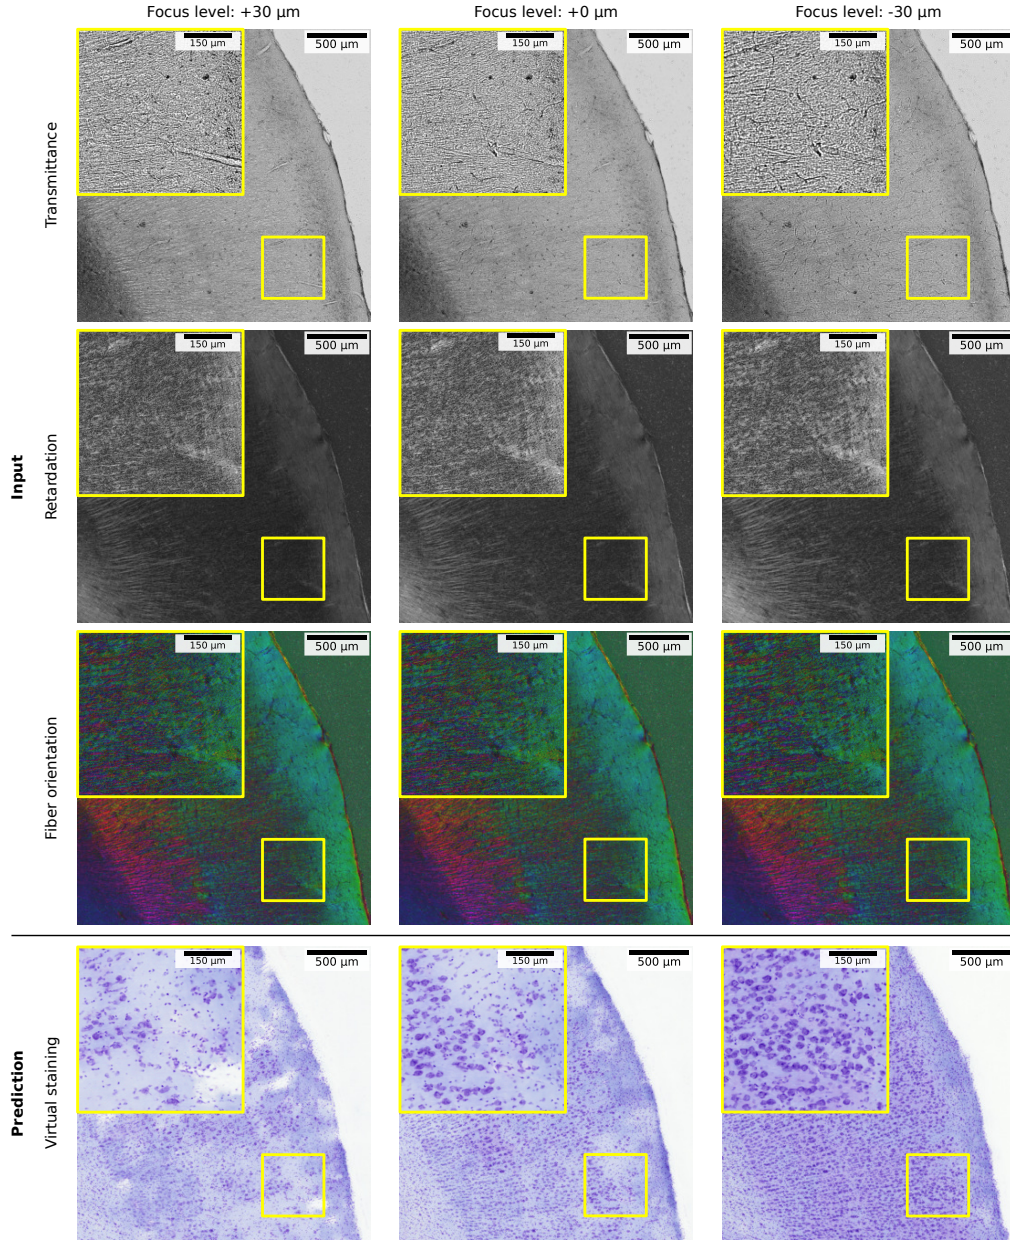 Focus level: +30 µm
Focus level: +0 µm
Focus level: -30 µm
150 µm
500 µm
150 µm
500 µm
150 µm
500 µm
Transmittance
150 µm
500 µm
150 µm
500 µm
150 µm
500 µm
Input
Retardation
150 µm
500 µm
150 µm
500 µm
150 µm
500 µm
Fiber orientation
150 µm
500 µm
150 µm
500 µm
150 µm
500 µm
Prediction
Virtual staining